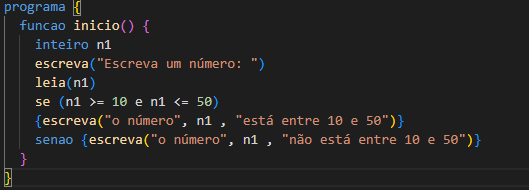 programa {
  funcao inicio() {
    inteiro n1
    escreva("Escreva um número: ")
    leia(n1)
    se (n1 >= 10 e n1 <= 50)
    {escreva("o número", n1 , "está entre 10 e 50")}
    senao {escreva("o número", n1 , "não está entre 10 e 50")}
  }
}